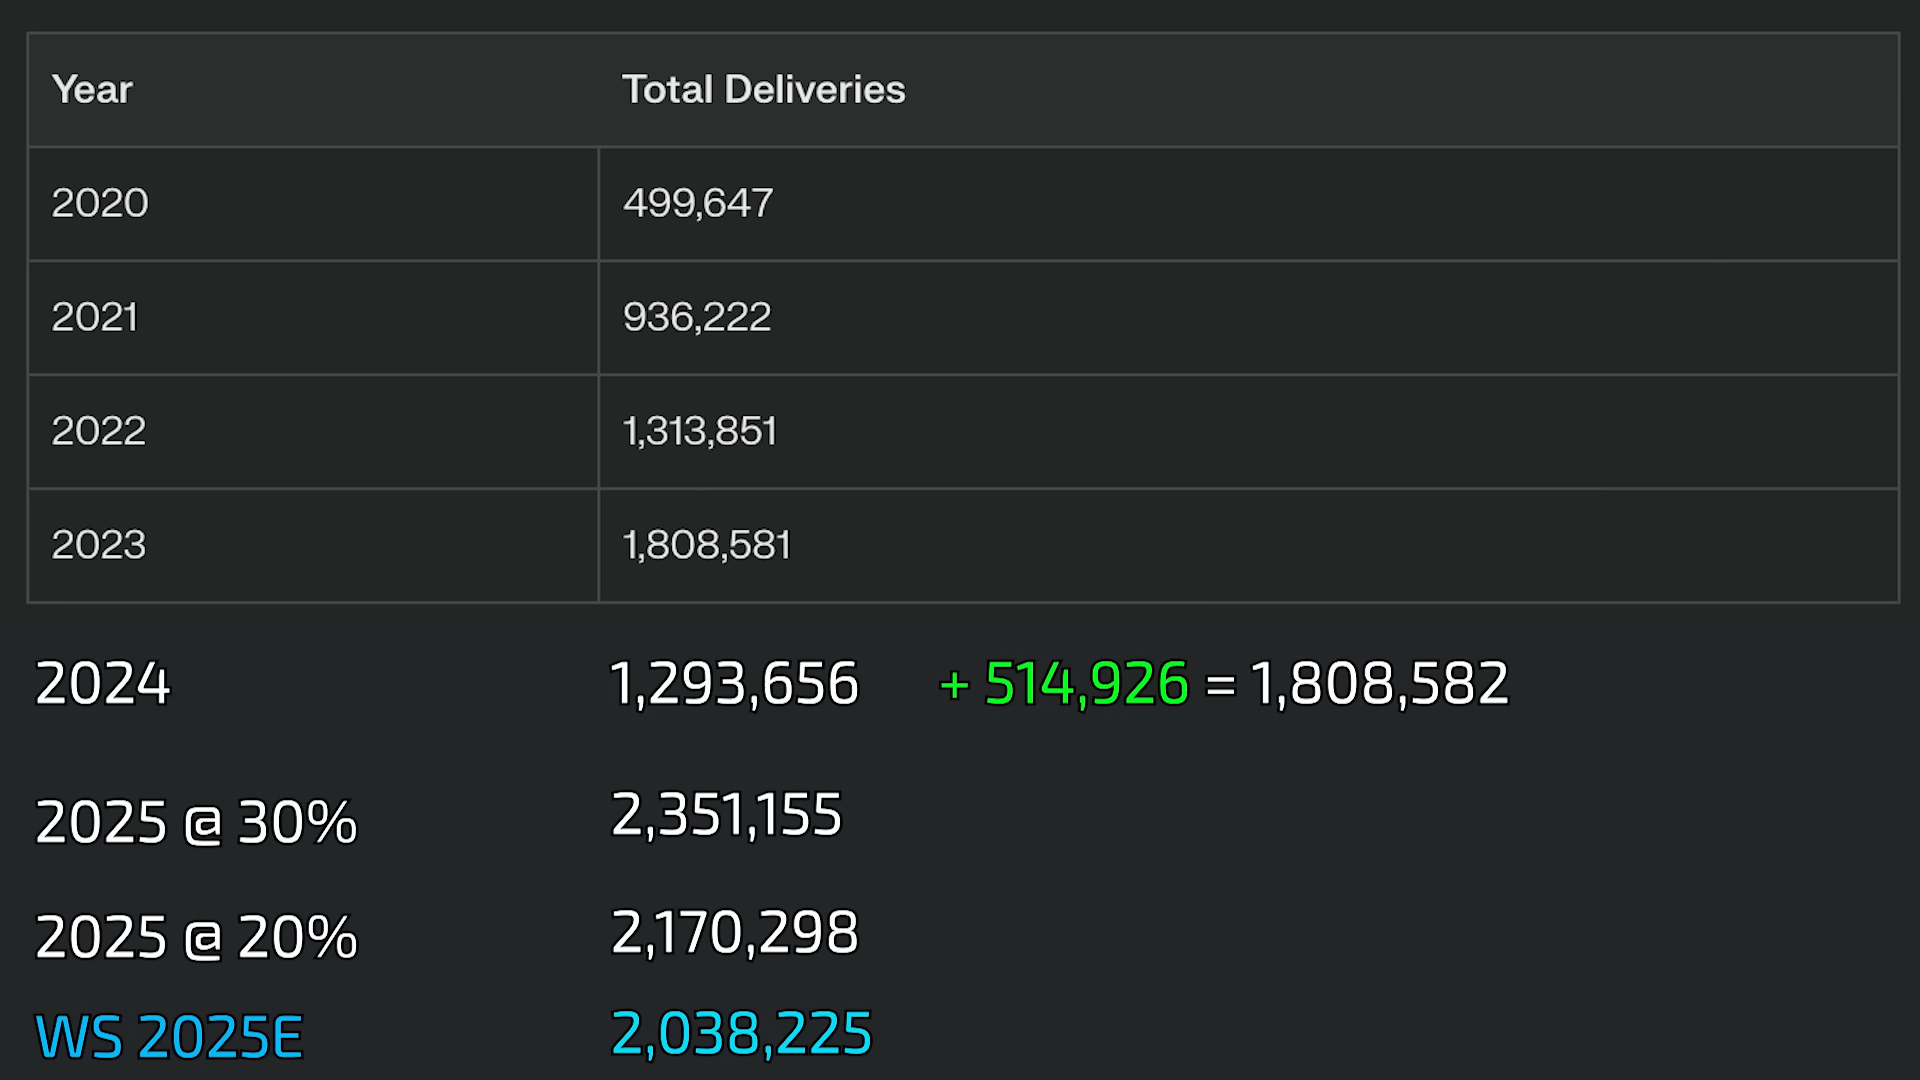 Year Total Deliveries
2020 499,647
2021 936,222
2022 1,313,851
2023 1,808,581
2024 1,293,656 + 514,926 = 1,808,582
2025 @ 30% 2,351,155
2025 @ 20% 2,170,298
WS 2025E 2,038,225